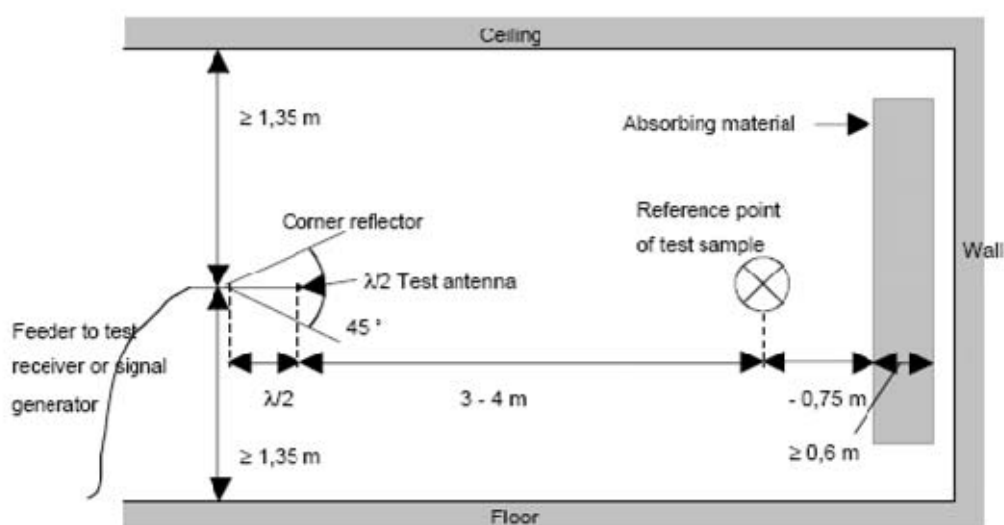 Ceiling
≥ 1,35 m
Absorbing material
Corner reflector
Reference point
of test sample
Wall
λ/2 Test antenna
45 °
Feeder to test
receiver or signal
generator
λ/2
3 - 4 m
- 0,75 m
≥ 0,6 m
≥ 1,35 m
Floor